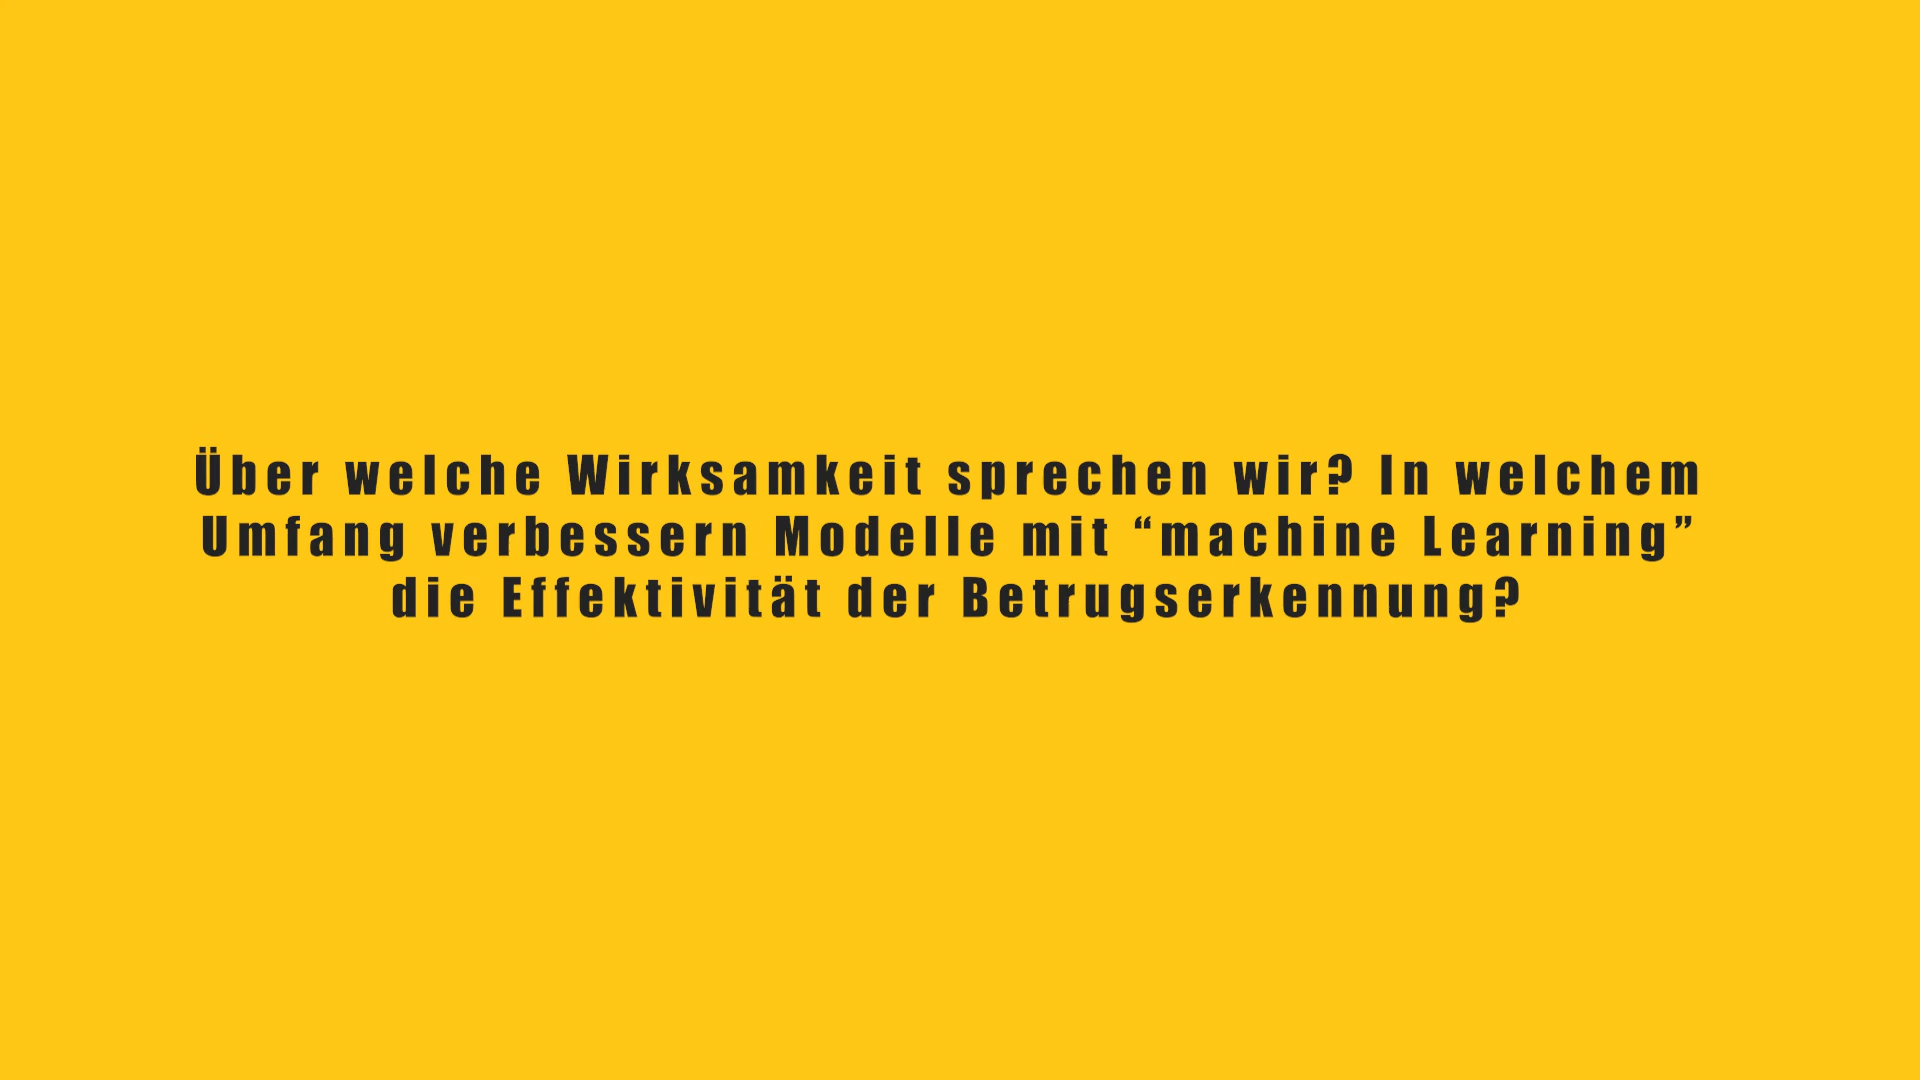 Über welche Wirksamkeit sprechen wir? In welchem
Umfang verbessern Modelle mit “machine Learning”
die Effektivität der Betrugserkennung?